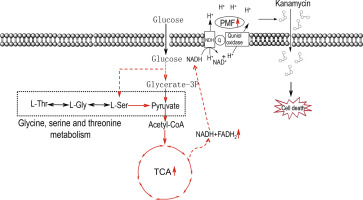 Kanamycin
H⁺ H⁺ H⁺
Glucose H⁺ PMF H⁺
NDH Q Quniol
oxidase
Glucose NADH H⁺ NAD⁺ + H⁺
Glycerate-3P
L-Thr L-Gly L-Ser Pyruvate
Cell death
Glycine, serine and threonine
metabolism
Acetyl-CoA
NADH+FADH₂
TCA